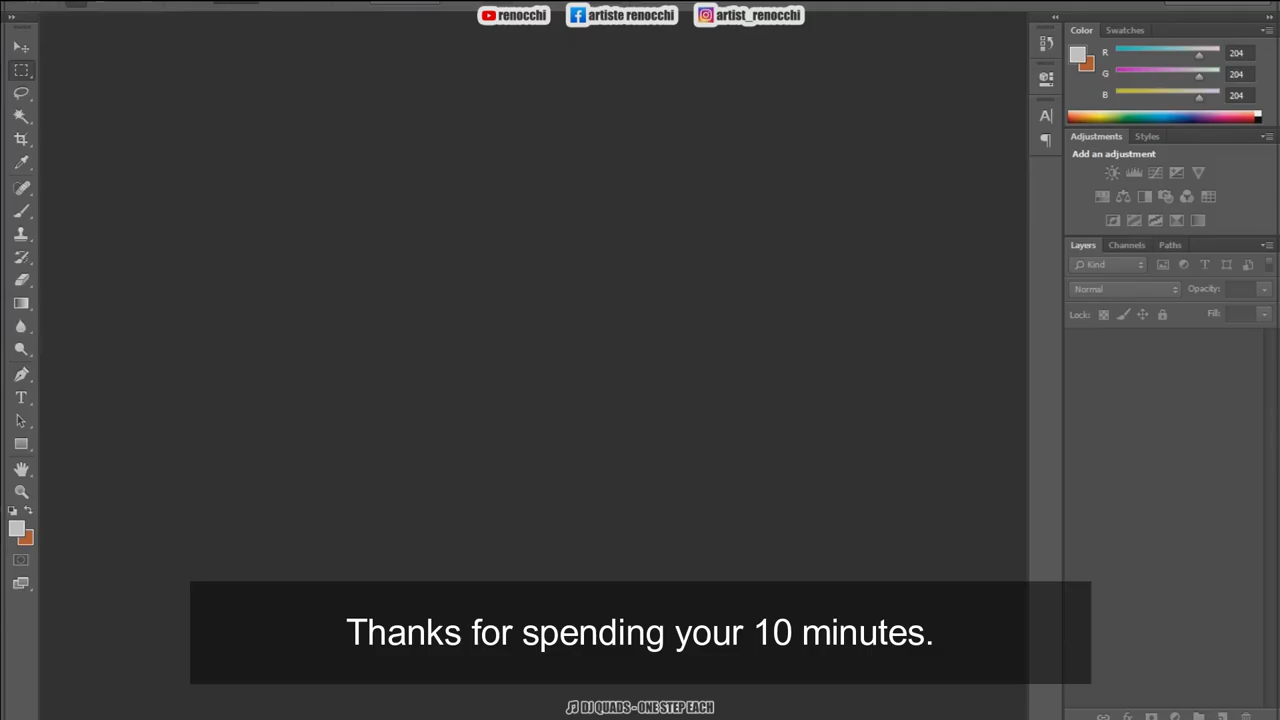 renocchi
artiste renocchi
artist_renocchi
Color
Swatches
R
204
G
204
B
204
Adjustments
Styles
Add an adjustment
Layers
Channels
Paths
Kind
Normal
Opacity:
Lock:
Fill:
Thanks for spending your 10 minutes.
DJ QUADS - ONE STEP EACH